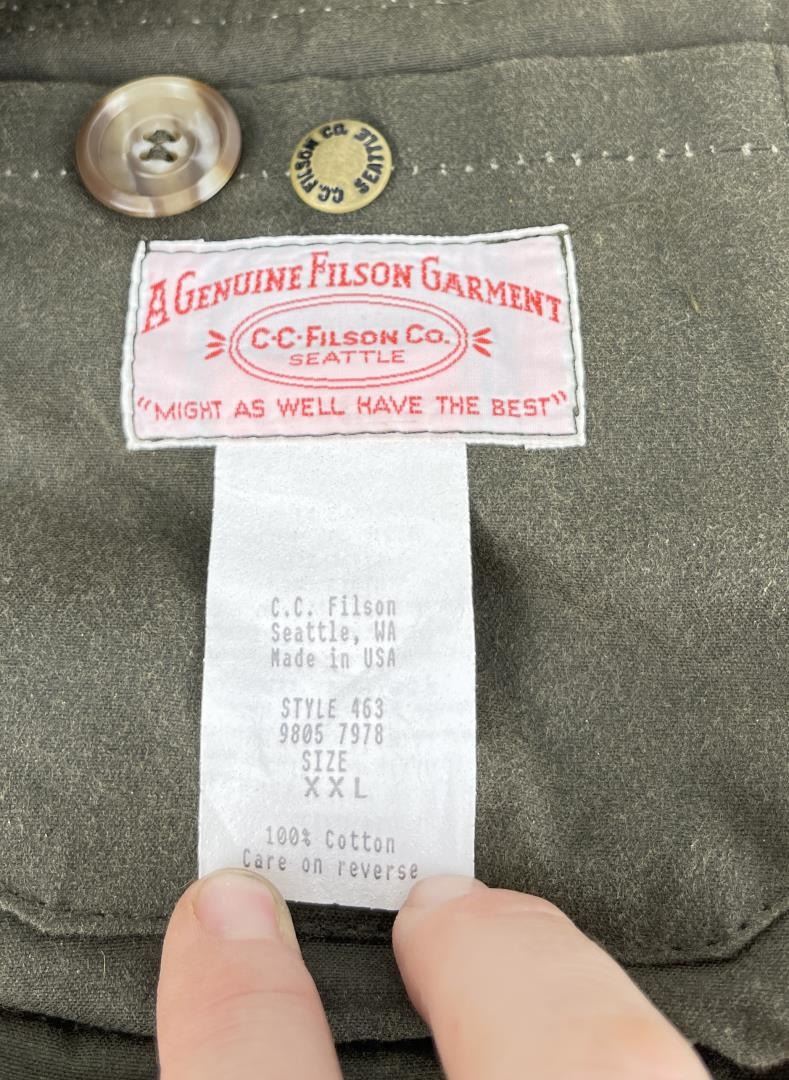 C.C. FILSON CO. SEATTLE
A GENUINE FILSON GARMENT
C·C·FILSON CO.
SEATTLE
"MIGHT AS WELL HAVE THE BEST"
C.C. Filson
Seattle, WA
Made in USA
STYLE 463
9805 7978
SIZE
XXL
100% Cotton
Care on reverse